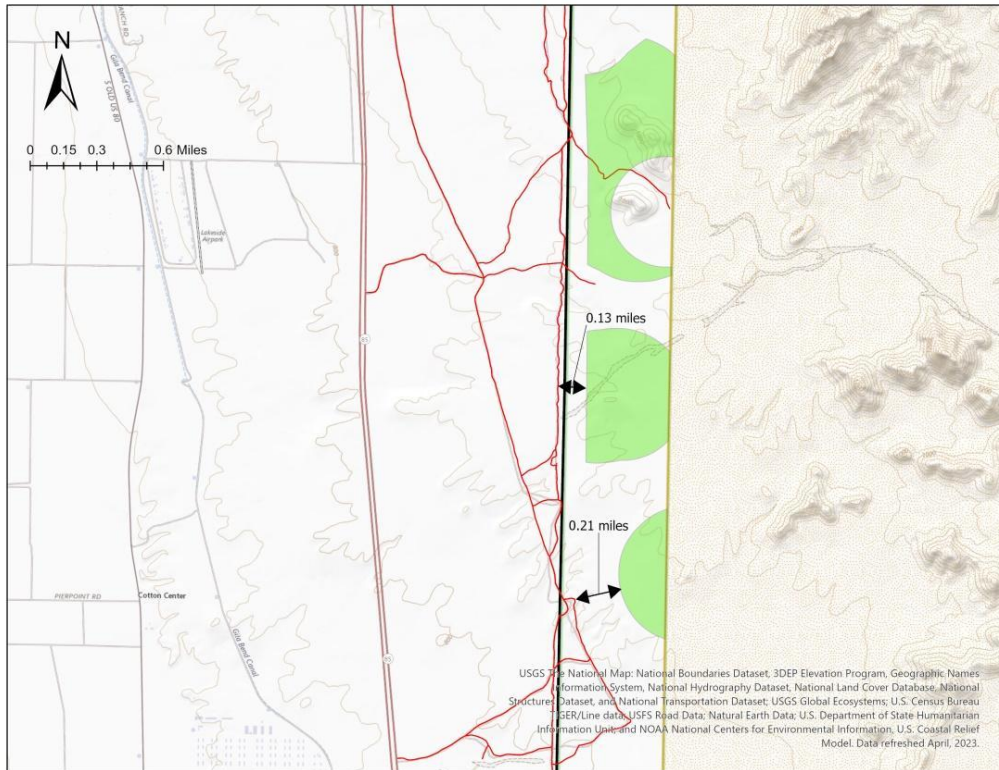 N
0 0.15 0.3 0.6 Miles
RANCH RD
Gila Bend Canal
S OLD US 80
Lakeside
Airport
85
0.13 miles
0.21 miles
PIERPOINT RD
Cotton Center
Gila Bend Canal
85
USGS The National Map: National Boundaries Dataset, 3DEP Elevation Program, Geographic Names
Information System, National Hydrography Dataset, National Land Cover Database, National
Structures Dataset, and National Transportation Dataset; USGS Global Ecosystems; U.S. Census Bureau
TIGER/Line data; USFS Road Data; Natural Earth Data; U.S. Department of State Humanitarian
Information Unit; and NOAA National Centers for Environmental Information, U.S. Coastal Relief
Model. Data refreshed April, 2023.